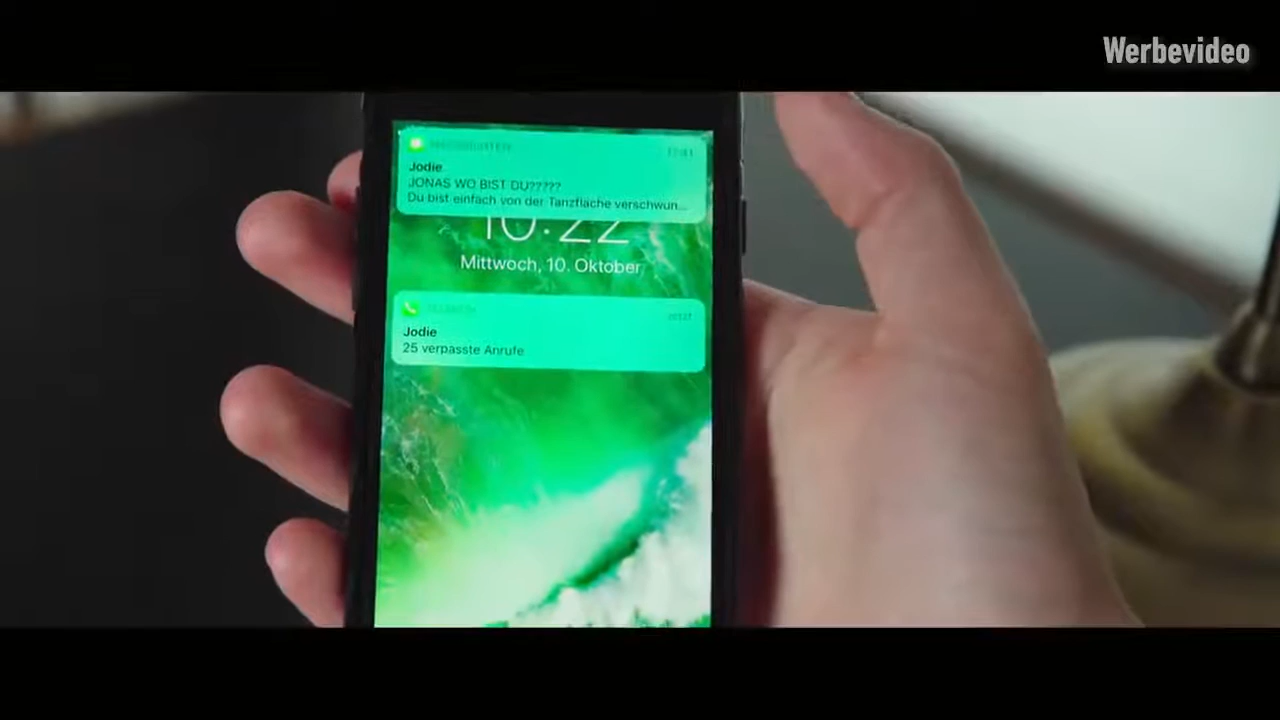 Werbevideo
Jodie
JONAS WO BIST DU?????
Du bist einfach von der Tanzfläche verschwun...
10:22
Mittwoch, 10. Oktober
Jodie
25 verpasste Anrufe